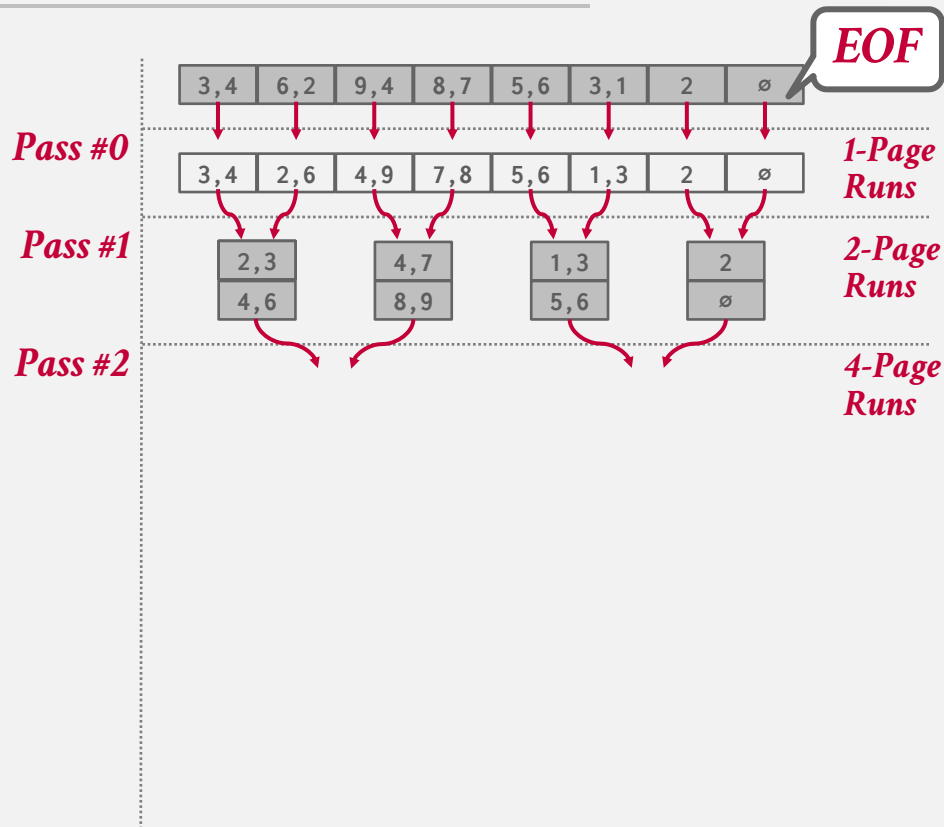 EOF
3,4 6,2 9,4 8,7 5,6 3,1 2 ø
Pass #0
1-Page
Runs
3,4 2,6 4,9 7,8 5,6 1,3 2 ø
Pass #1
2-Page
Runs
2,3 4,7 1,3 2
4,6 8,9 5,6 ø
Pass #2
4-Page
Runs